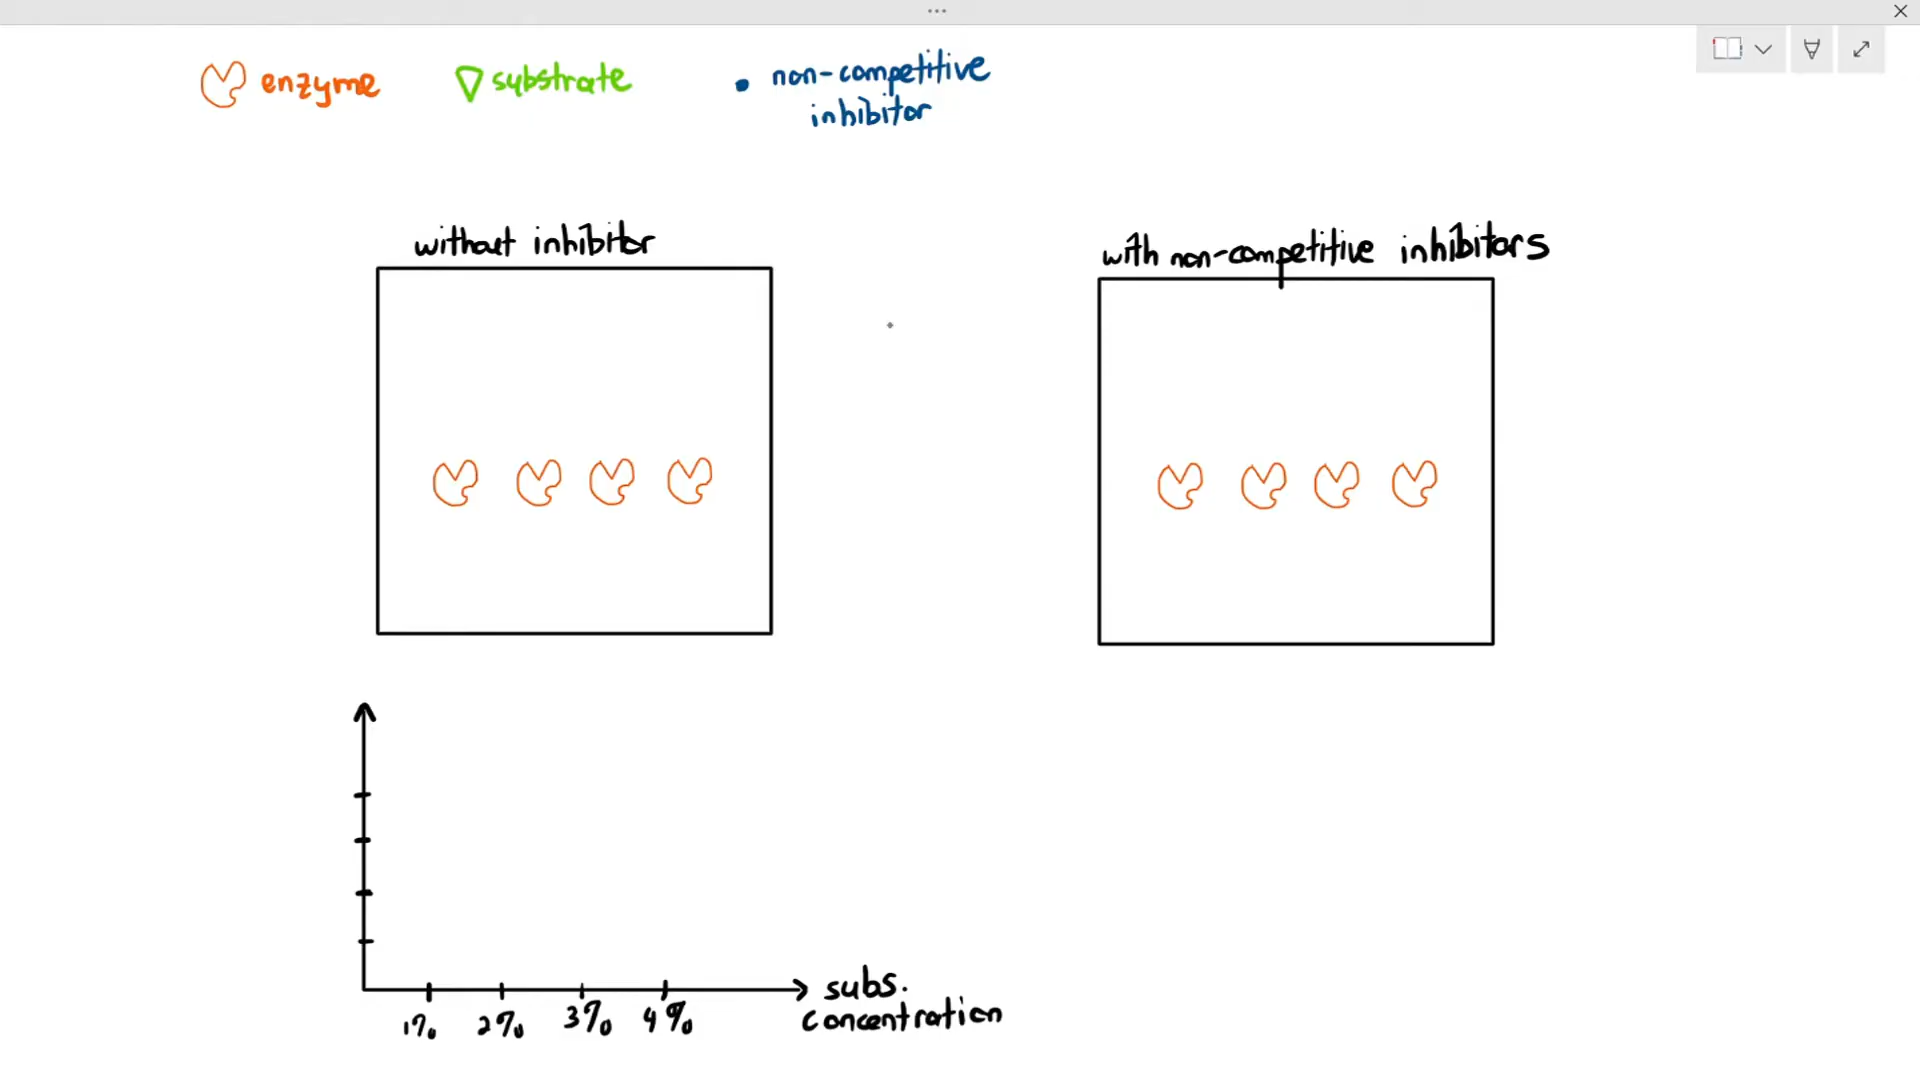 enzyme
substrate
non-competitive
inhibitor
without inhibitor
with non-competitive inhibitors
1%
2%
3%
4%
subs.
concentration